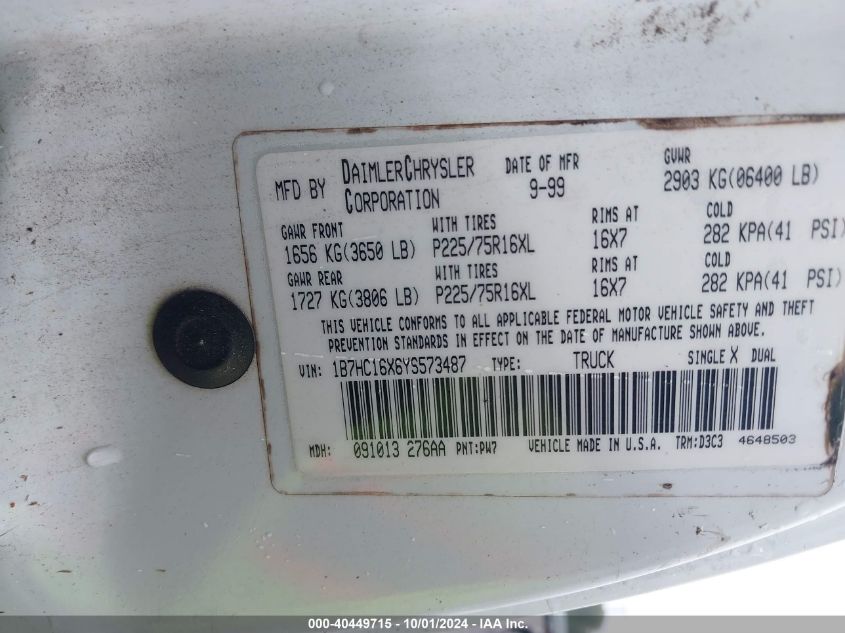 MFD BY DAIMLERCHRYSLER CORPORATION DATE OF MFR 9-99 GVWR 2903 KG(06400 LB)
GAWR FRONT WITH TIRES RIMS AT COLD
1656 KG(3650 LB) P225/75R16XL 16X7 282 KPA(41 PSI)
GAWR REAR WITH TIRES RIMS AT COLD
1727 KG(3806 LB) P225/75R16XL 16X7 282 KPA(41 PSI)
THIS VEHICLE CONFORMS TO ALL APPLICABLE FEDERAL MOTOR VEHICLE SAFETY AND THEFT
PREVENTION STANDARDS IN EFFECT ON THE DATE OF MANUFACTURE SHOWN ABOVE.
VIN: 1B7HC16X6YS573487 TYPE: TRUCK SINGLE X DUAL
MDH: 091013 276AA PNT:PW7 VEHICLE MADE IN U.S.A. TRM:D3C3 4648503
000-40449715 - 10/01/2024 - IAA Inc.